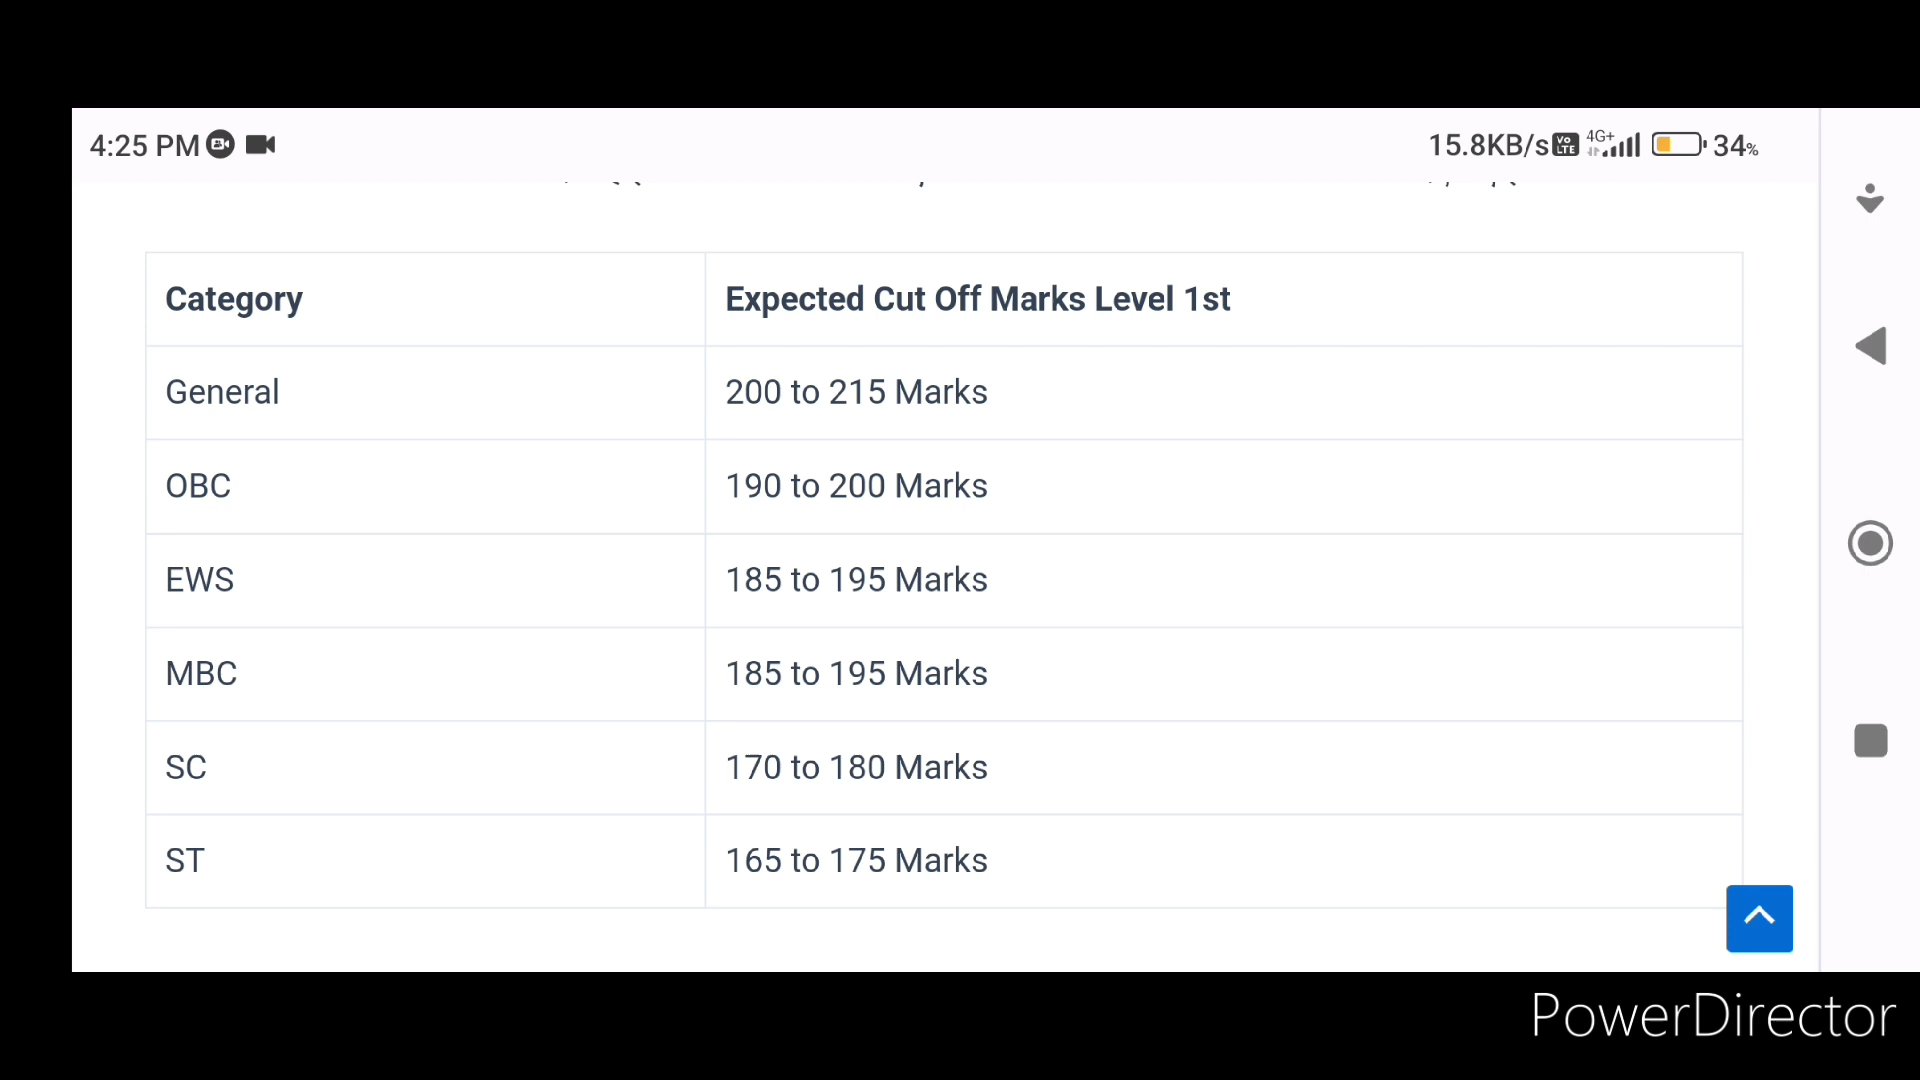 4:25 PM 15.8KB/s Vo LTE 4G+ 34%
Category Expected Cut Off Marks Level 1st
General 200 to 215 Marks
OBC 190 to 200 Marks
EWS 185 to 195 Marks
MBC 185 to 195 Marks
SC 170 to 180 Marks
ST 165 to 175 Marks
PowerDirector